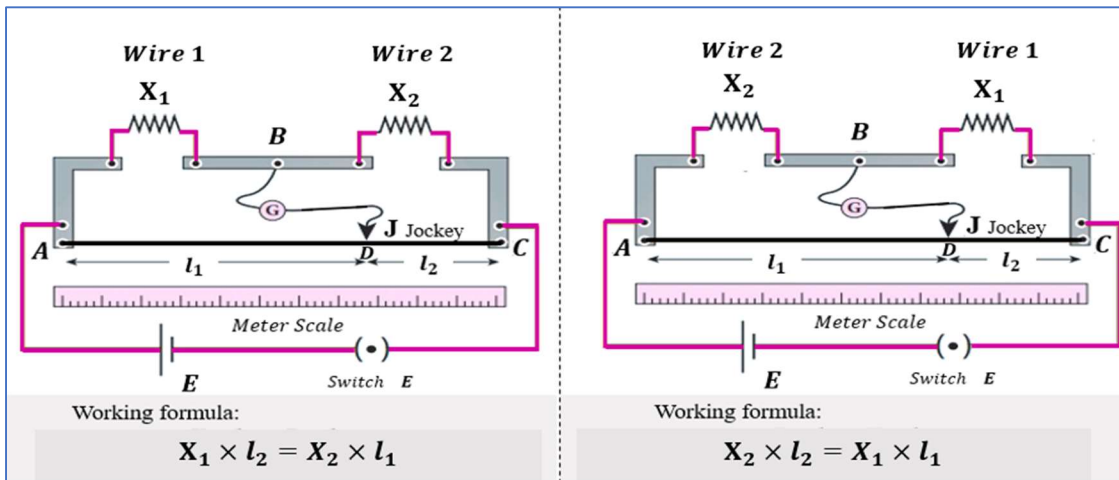 Wire 1 Wire 2
X₁ X₂
B
G
J Jockey
A D C
l₁ l₂
Meter Scale
E Switch E
Working formula:
X₁ × l₂ = X₂ × l₁
Wire 2 Wire 1
X₂ X₁
B
G
J Jockey
A D C
l₁ l₂
Meter Scale
E Switch E
Working formula:
X₂ × l₂ = X₁ × l₁